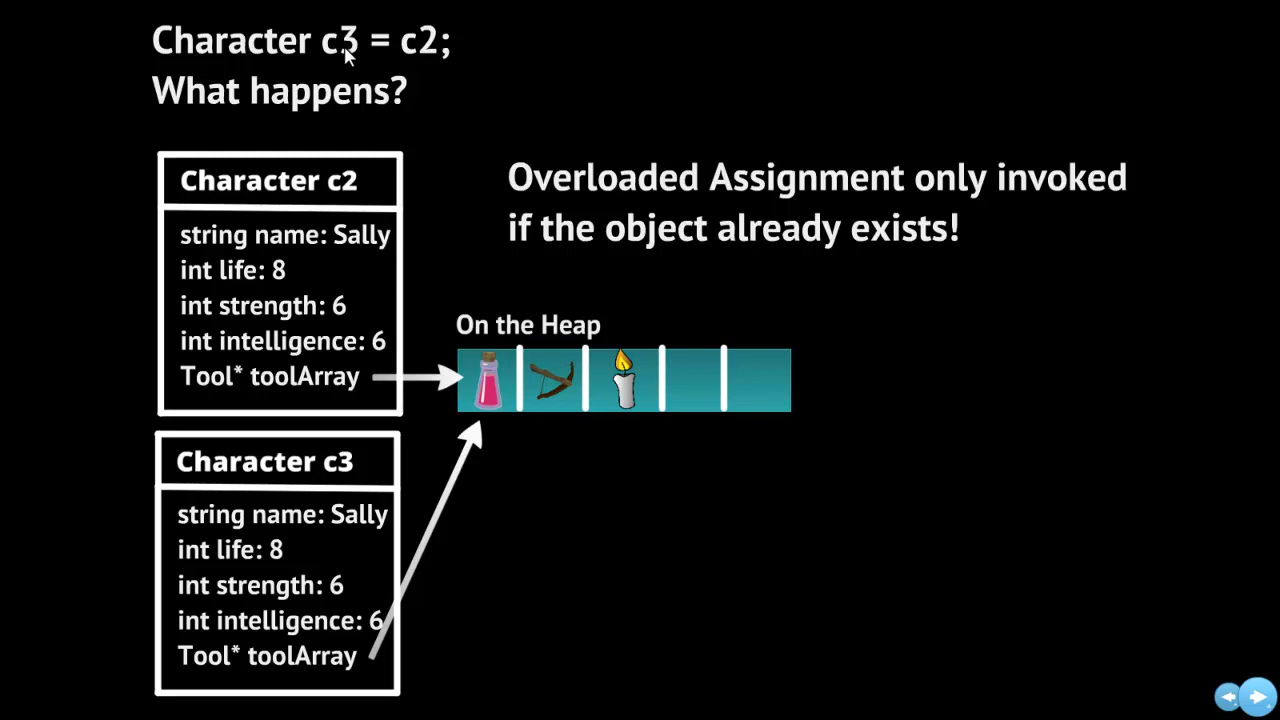 Character c3 = c2;
What happens?
Character c2
string name: Sally
int life: 8
int strength: 6
int intelligence: 6
Tool* toolArray
Overloaded Assignment only invoked
if the object already exists!
On the Heap
Character c3
string name: Sally
int life: 8
int strength: 6
int intelligence: 6
Tool* toolArray